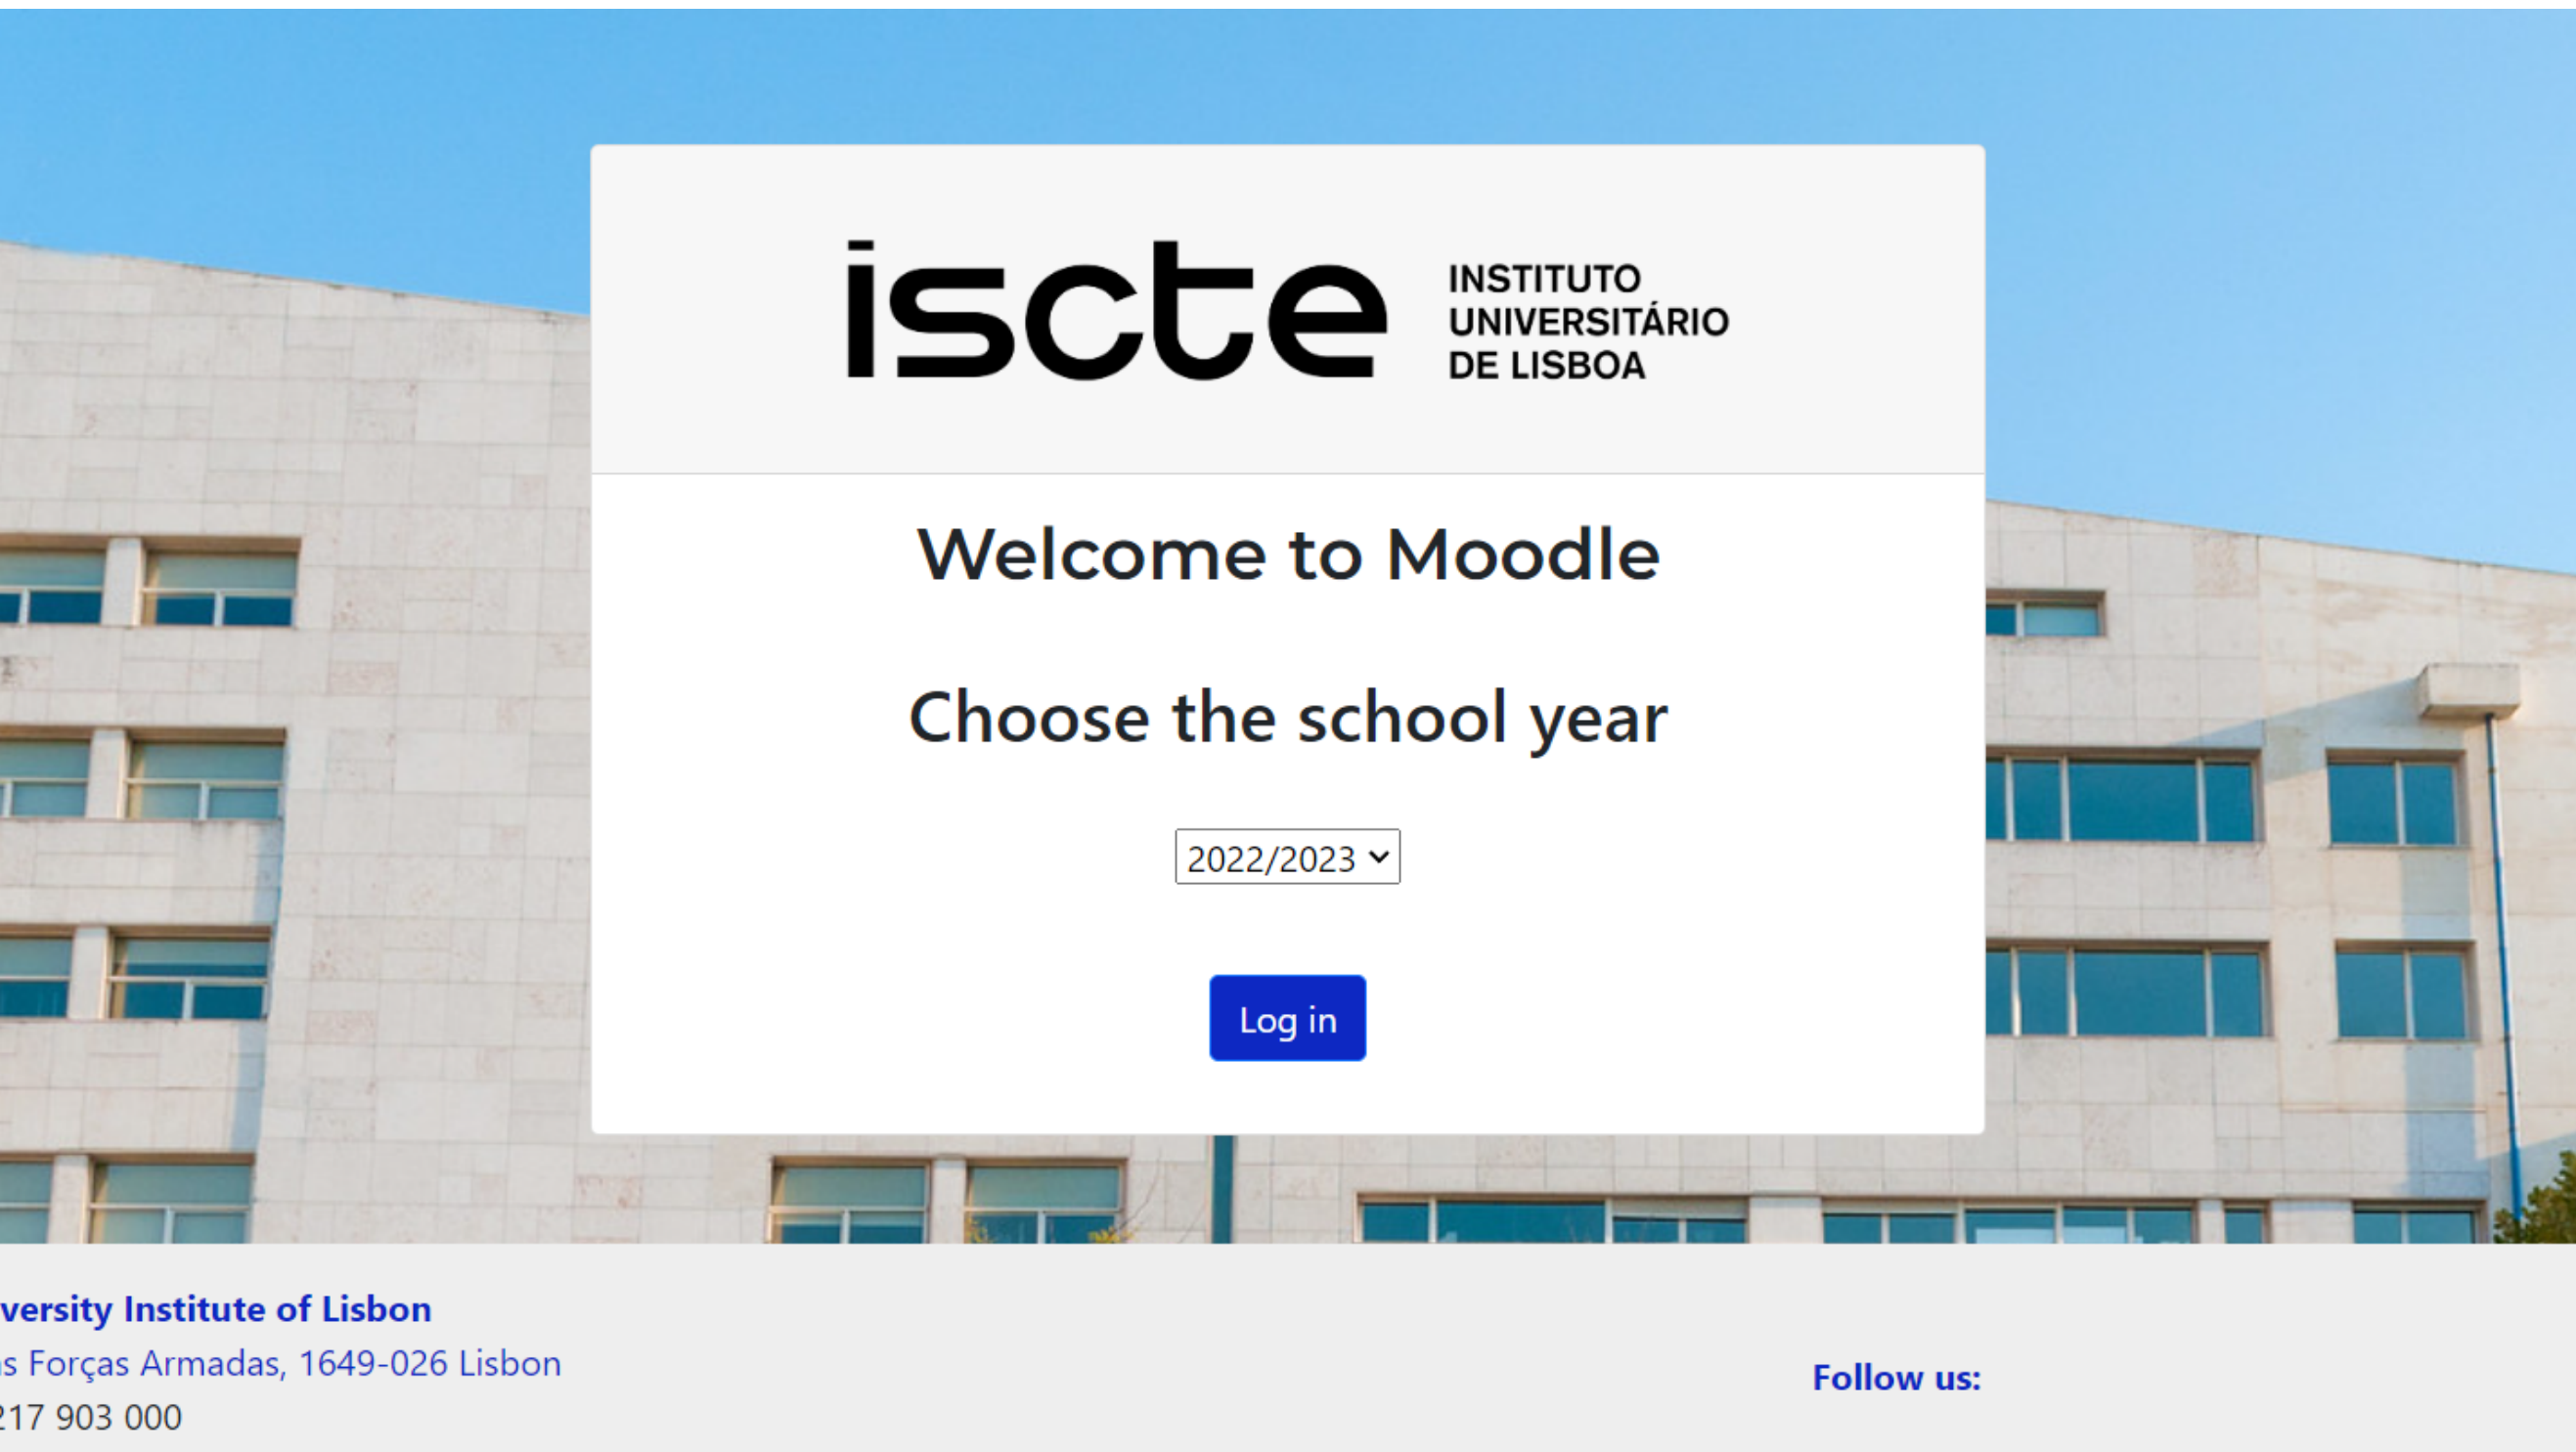 iscte
INSTITUTO
UNIVERSITÁRIO
DE LISBOA
Welcome to Moodle
Choose the school year
2022/2023
Log in
versity Institute of Lisbon
s Forças Armadas, 1649-026 Lisbon
217 903 000
Follow us: